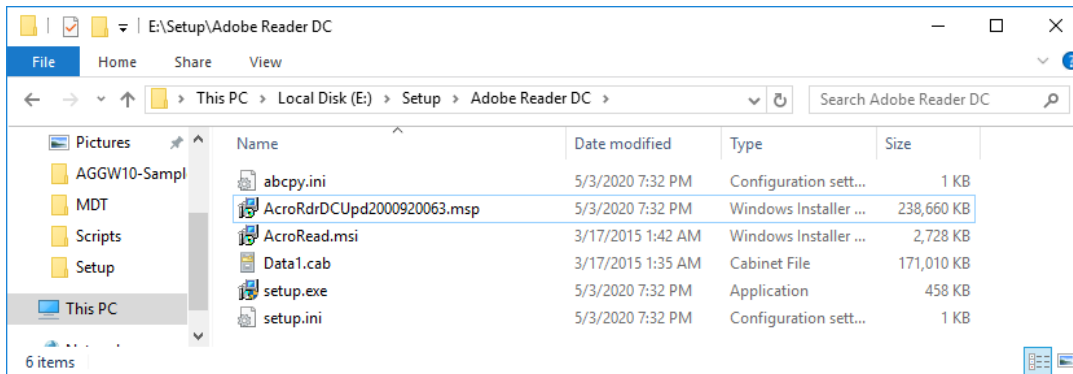 E:\Setup\Adobe Reader DC
File Home Share View
This PC > Local Disk (E:) > Setup > Adobe Reader DC > Search Adobe Reader DC
Pictures
AGGW10-Sampl
MDT
Scripts
Setup
This PC
Name Date modified Type Size
abcpy.ini 5/3/2020 7:32 PM Configuration sett... 1 KB
AcroRdrDCUpd2000920063.msp 5/3/2020 7:32 PM Windows Installer ... 238,660 KB
AcroRead.msi 3/17/2015 1:42 AM Windows Installer ... 2,728 KB
Data1.cab 3/17/2015 1:35 AM Cabinet File 171,010 KB
setup.exe 5/3/2020 7:32 PM Application 458 KB
setup.ini 5/3/2020 7:32 PM Configuration sett... 1 KB
6 items